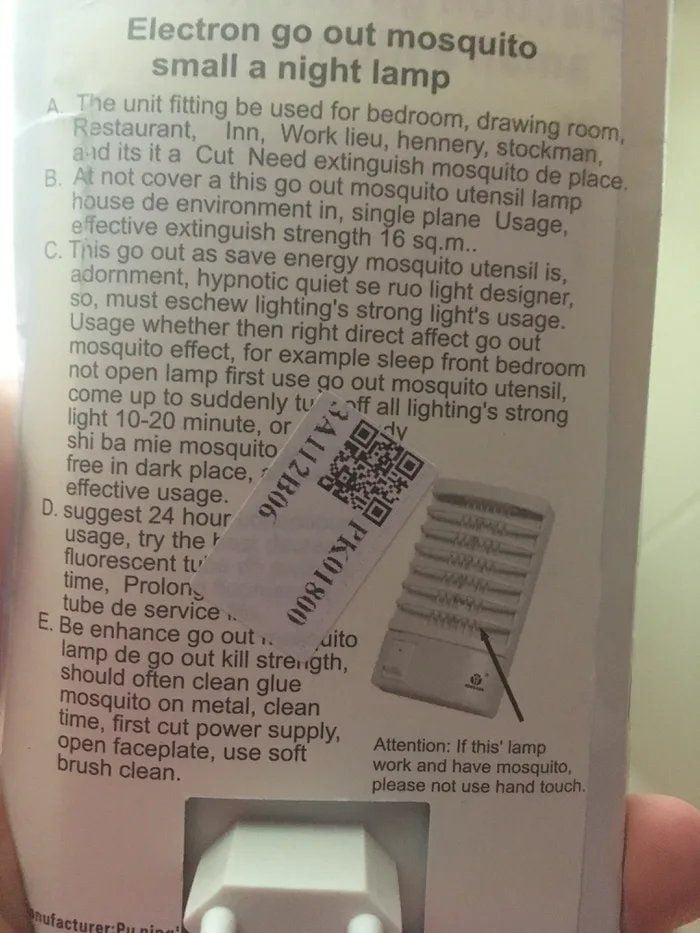 Electron go out mosquito
small a night lamp
A. The unit fitting be used for bedroom, drawing room,
Restaurant, Inn, Work lieu, hennery, stockman,
and its it a Cut Need extinguish mosquito de place.
B. At not cover a this go out mosquito utensil lamp
house de environment in, single plane Usage,
effective extinguish strength 16 sq.m..
C. This go out as save energy mosquito utensil is,
adornment, hypnotic quiet se ruo light designer,
so, must eschew lighting's strong light's usage.
Usage whether then right direct affect go out
mosquito effect, for example sleep front bedroom
not open lamp first use go out mosquito utensil,
come up to suddenly off all lighting's strong
light 10-20 minute, or
shi ba mie mosquito
free in dark place,
effective usage.
D. suggest 24 hour
usage, try the
fluorescent
time,
tube de service
E. Be enhance go out
lamp de go out kill strength,
should often clean glue
mosquito on metal, clean
time, first cut power supply,
open faceplate, use soft
brush clean.
3A112B06
PK01800
Attention: If this' lamp
work and have mosquito,
please not use hand touch.